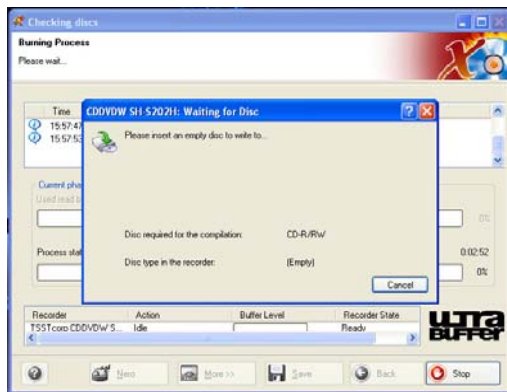 Checking discs
Burning Process
Please wait...
Time
15:57:47
15:57:53
CDDVDW SH-S202H: Waiting for Disc
Please insert an empty disc to write to...
Disc required for the compilation: CD-R/RW
Disc type in the recorder: [Empty]
Cancel
Current pha
Used read b
0%
Process stat
0:02:52
0%
Recorder Action Buffer Level Recorder State
TSSTcorp CDDVDW S... Idle Ready
ULTRA
BUFFER
Nero More >> Save Back Stop